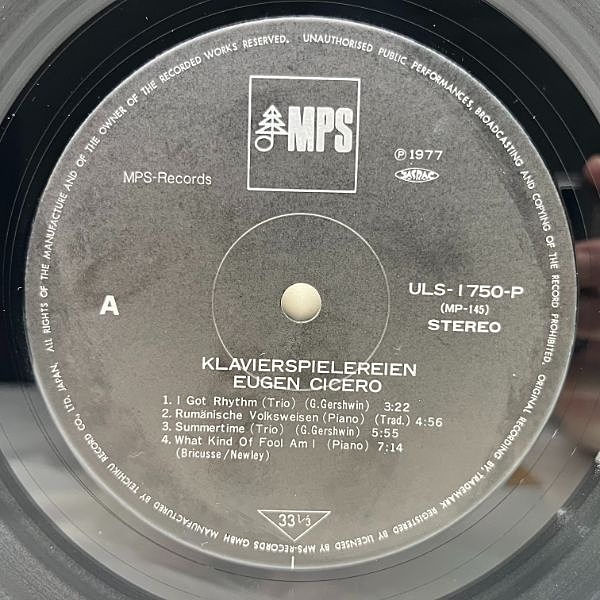 MPS
℗ 1977
JASRAC
MPS-Records
A
ULS-1750-P
(MP-145)
STEREO
KLAVIERSPIELEREIEN
EUGEN CICERO
1. I Got Rhythm (Trio) (G.Gershwin) 3:22
2. Rumänische Volksweisen (Piano) (Trad.) 4:56
3. Summertime (Trio) (G.Gershwin) 5:55
4. What Kind Of Fool Am I (Piano) 7:14
(Bricusse/Newley)
33 1/3
ALL RIGHTS OF THE MANUFACTURE AND OF THE OWNER OF THE RECORDED WORKS RESERVED. UNAUTHORISED PUBLIC PERFORMANCES, BROADCASTING AND COPYING OF THE RECORD PROHIBITED. ORIGINAL RECORDING BY, TRADEMARK REGISTERED BY, LICENSED BY MPS-RECORDS GMBH MANUFACTURED BY TEICHIKU RECORD CO., LTD. JAPAN.